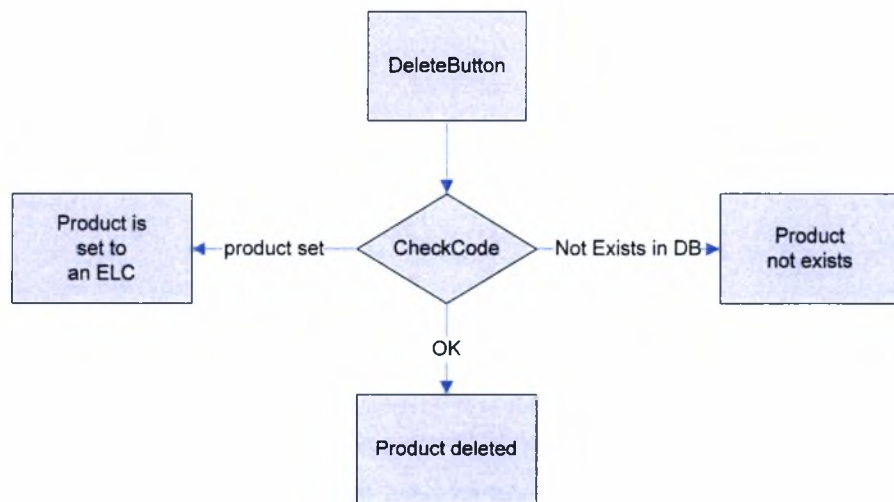 DeleteButton
Product is
set to
an ELC
product set
CheckCode
Not Exists in DB
Product
not exists
OK
Product deleted